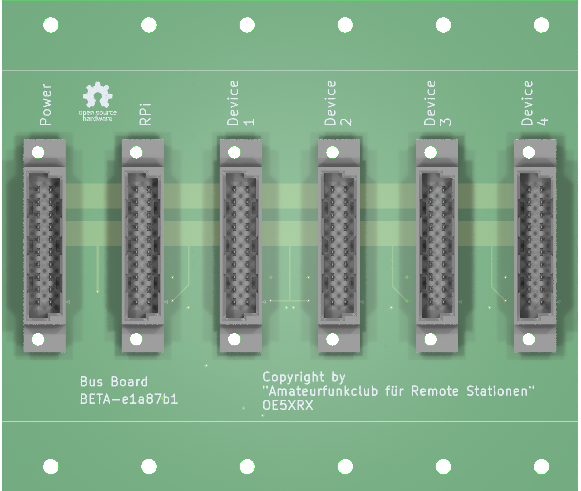 Power
open source
hardware
RPi
Device
1
Device
2
Device
3
Device
4
Bus Board
BETA-e1a87b1
Copyright by
"Amateurfunkclub für Remote Stationen"
OE5XRX